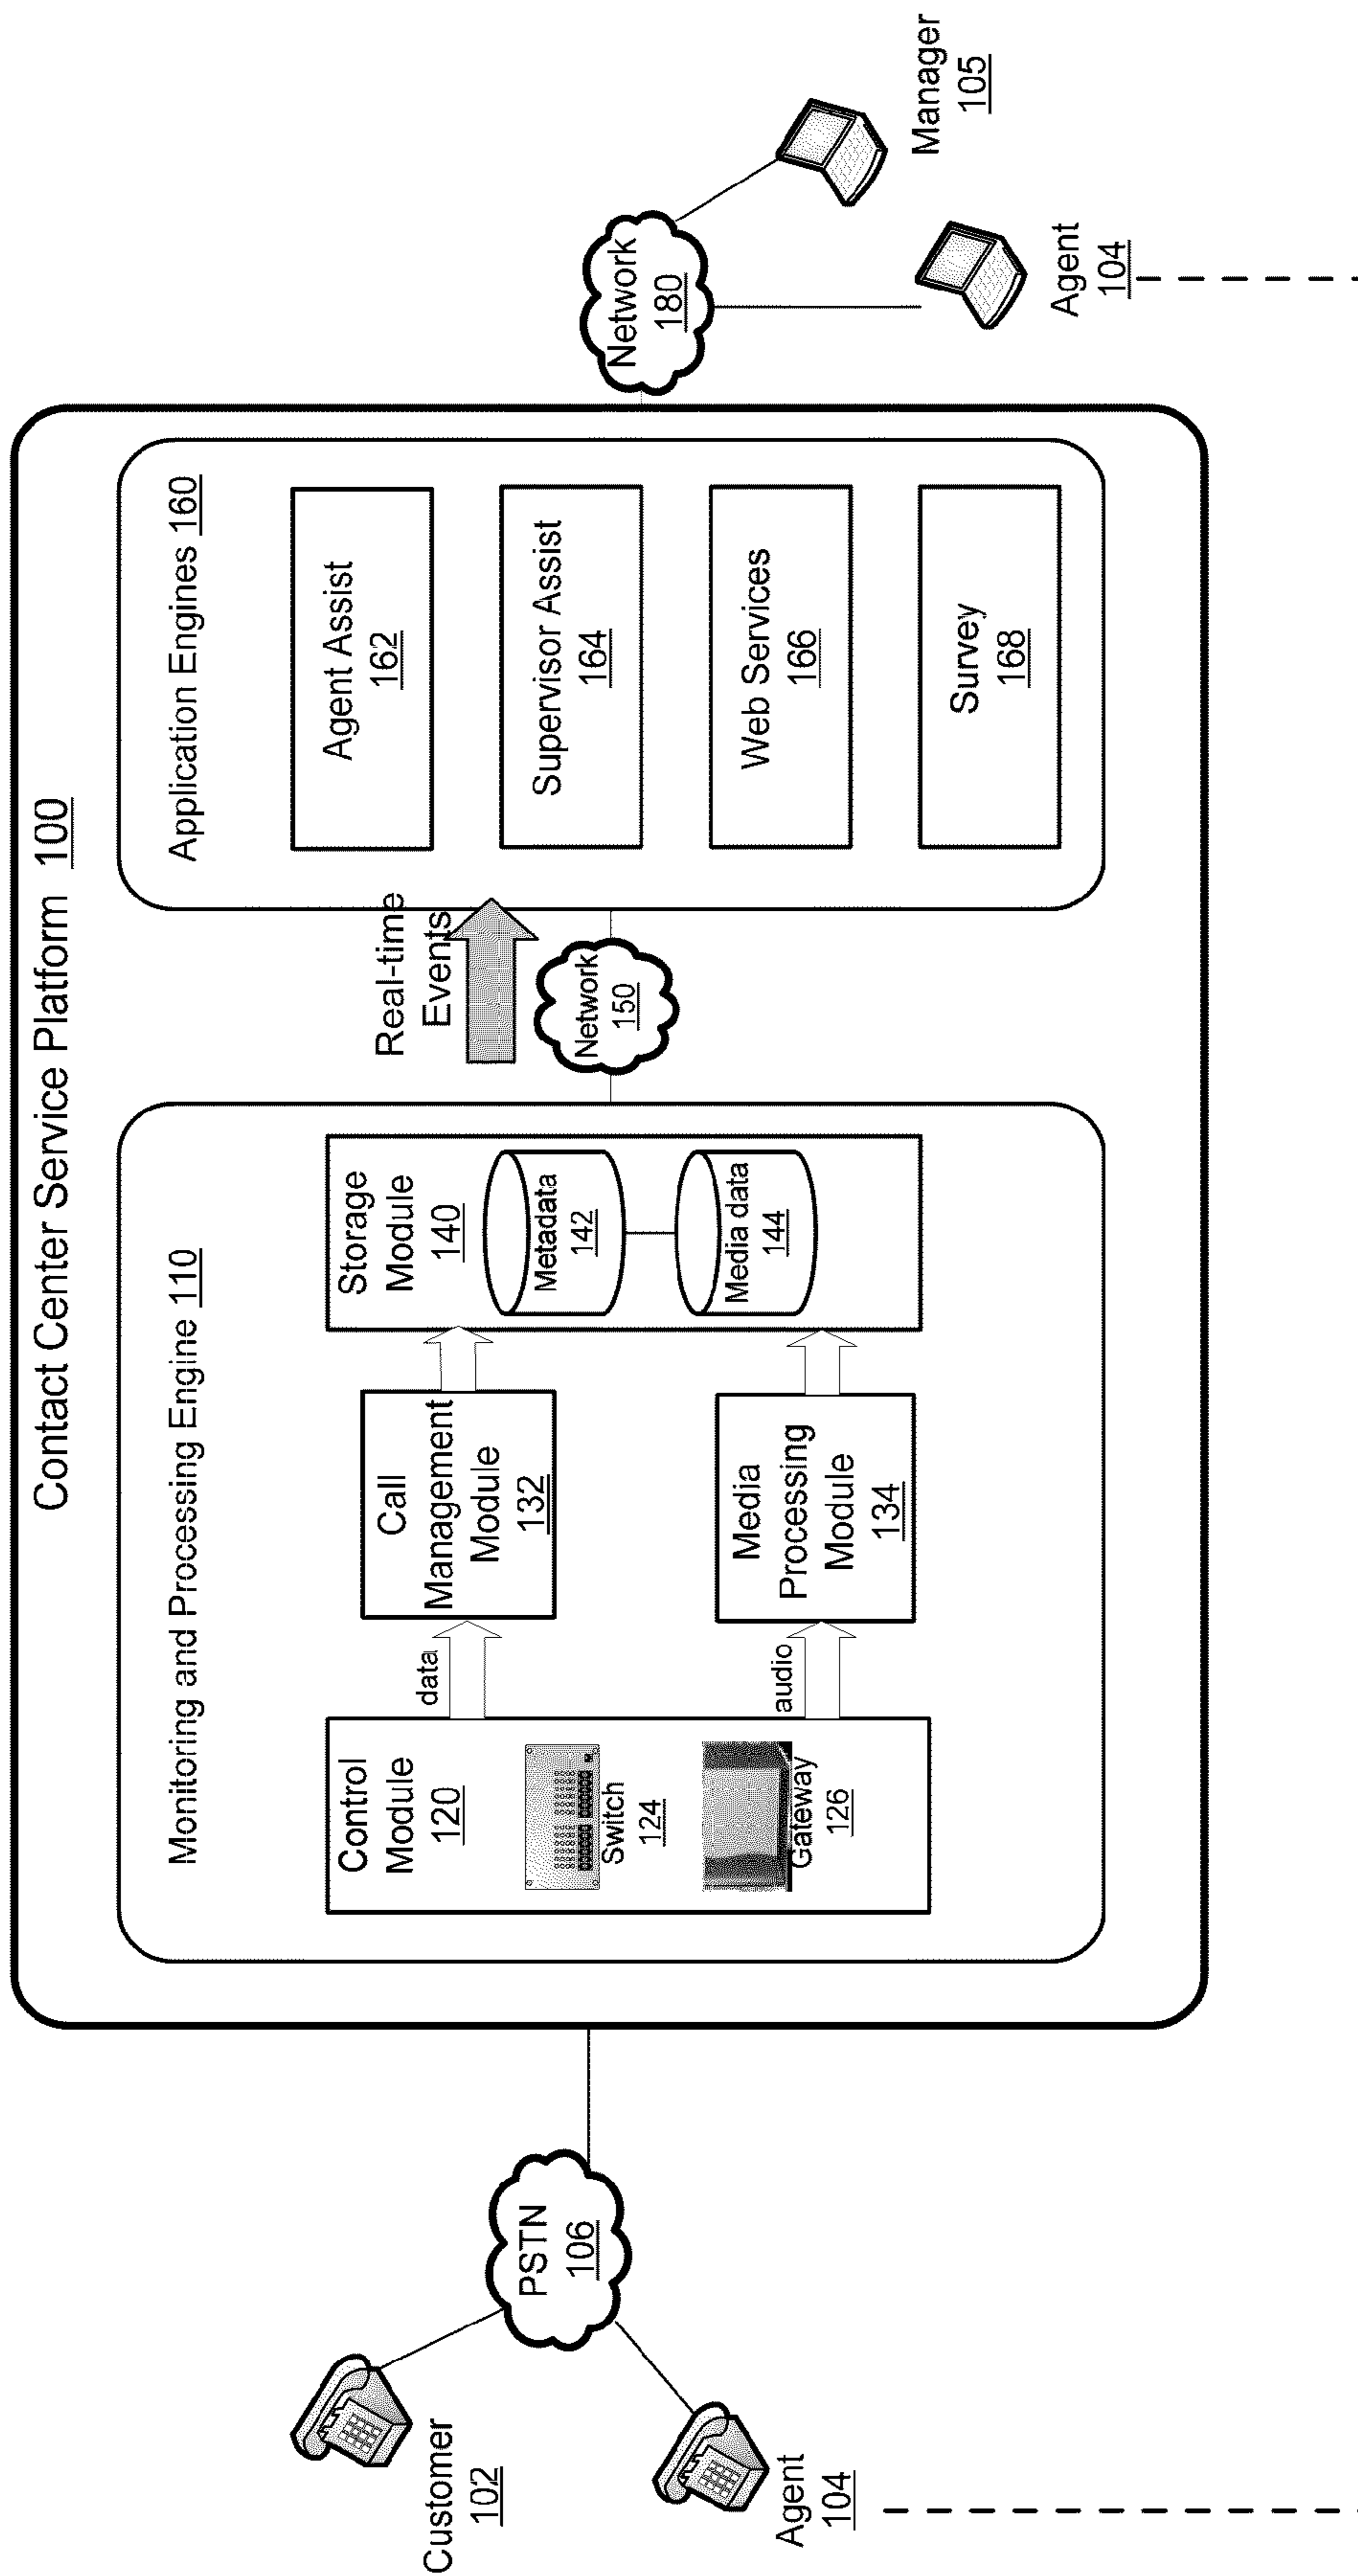 Contact Center Service Platform 100
Monitoring and Processing Engine 110
Control
Module
120
Switch
124
Gateway
126
data
audio
Call
Management
Module
132
Media
Processing
Module
134
Storage
Module
140
Metadata
142
Media data
144
Real-time
Events
Network
150
Application Engines 160
Agent Assist
162
Supervisor Assist
164
Web Services
166
Survey
168
Customer
102
Agent
104
PSTN
106
Network
180
Manager
105
Agent
104